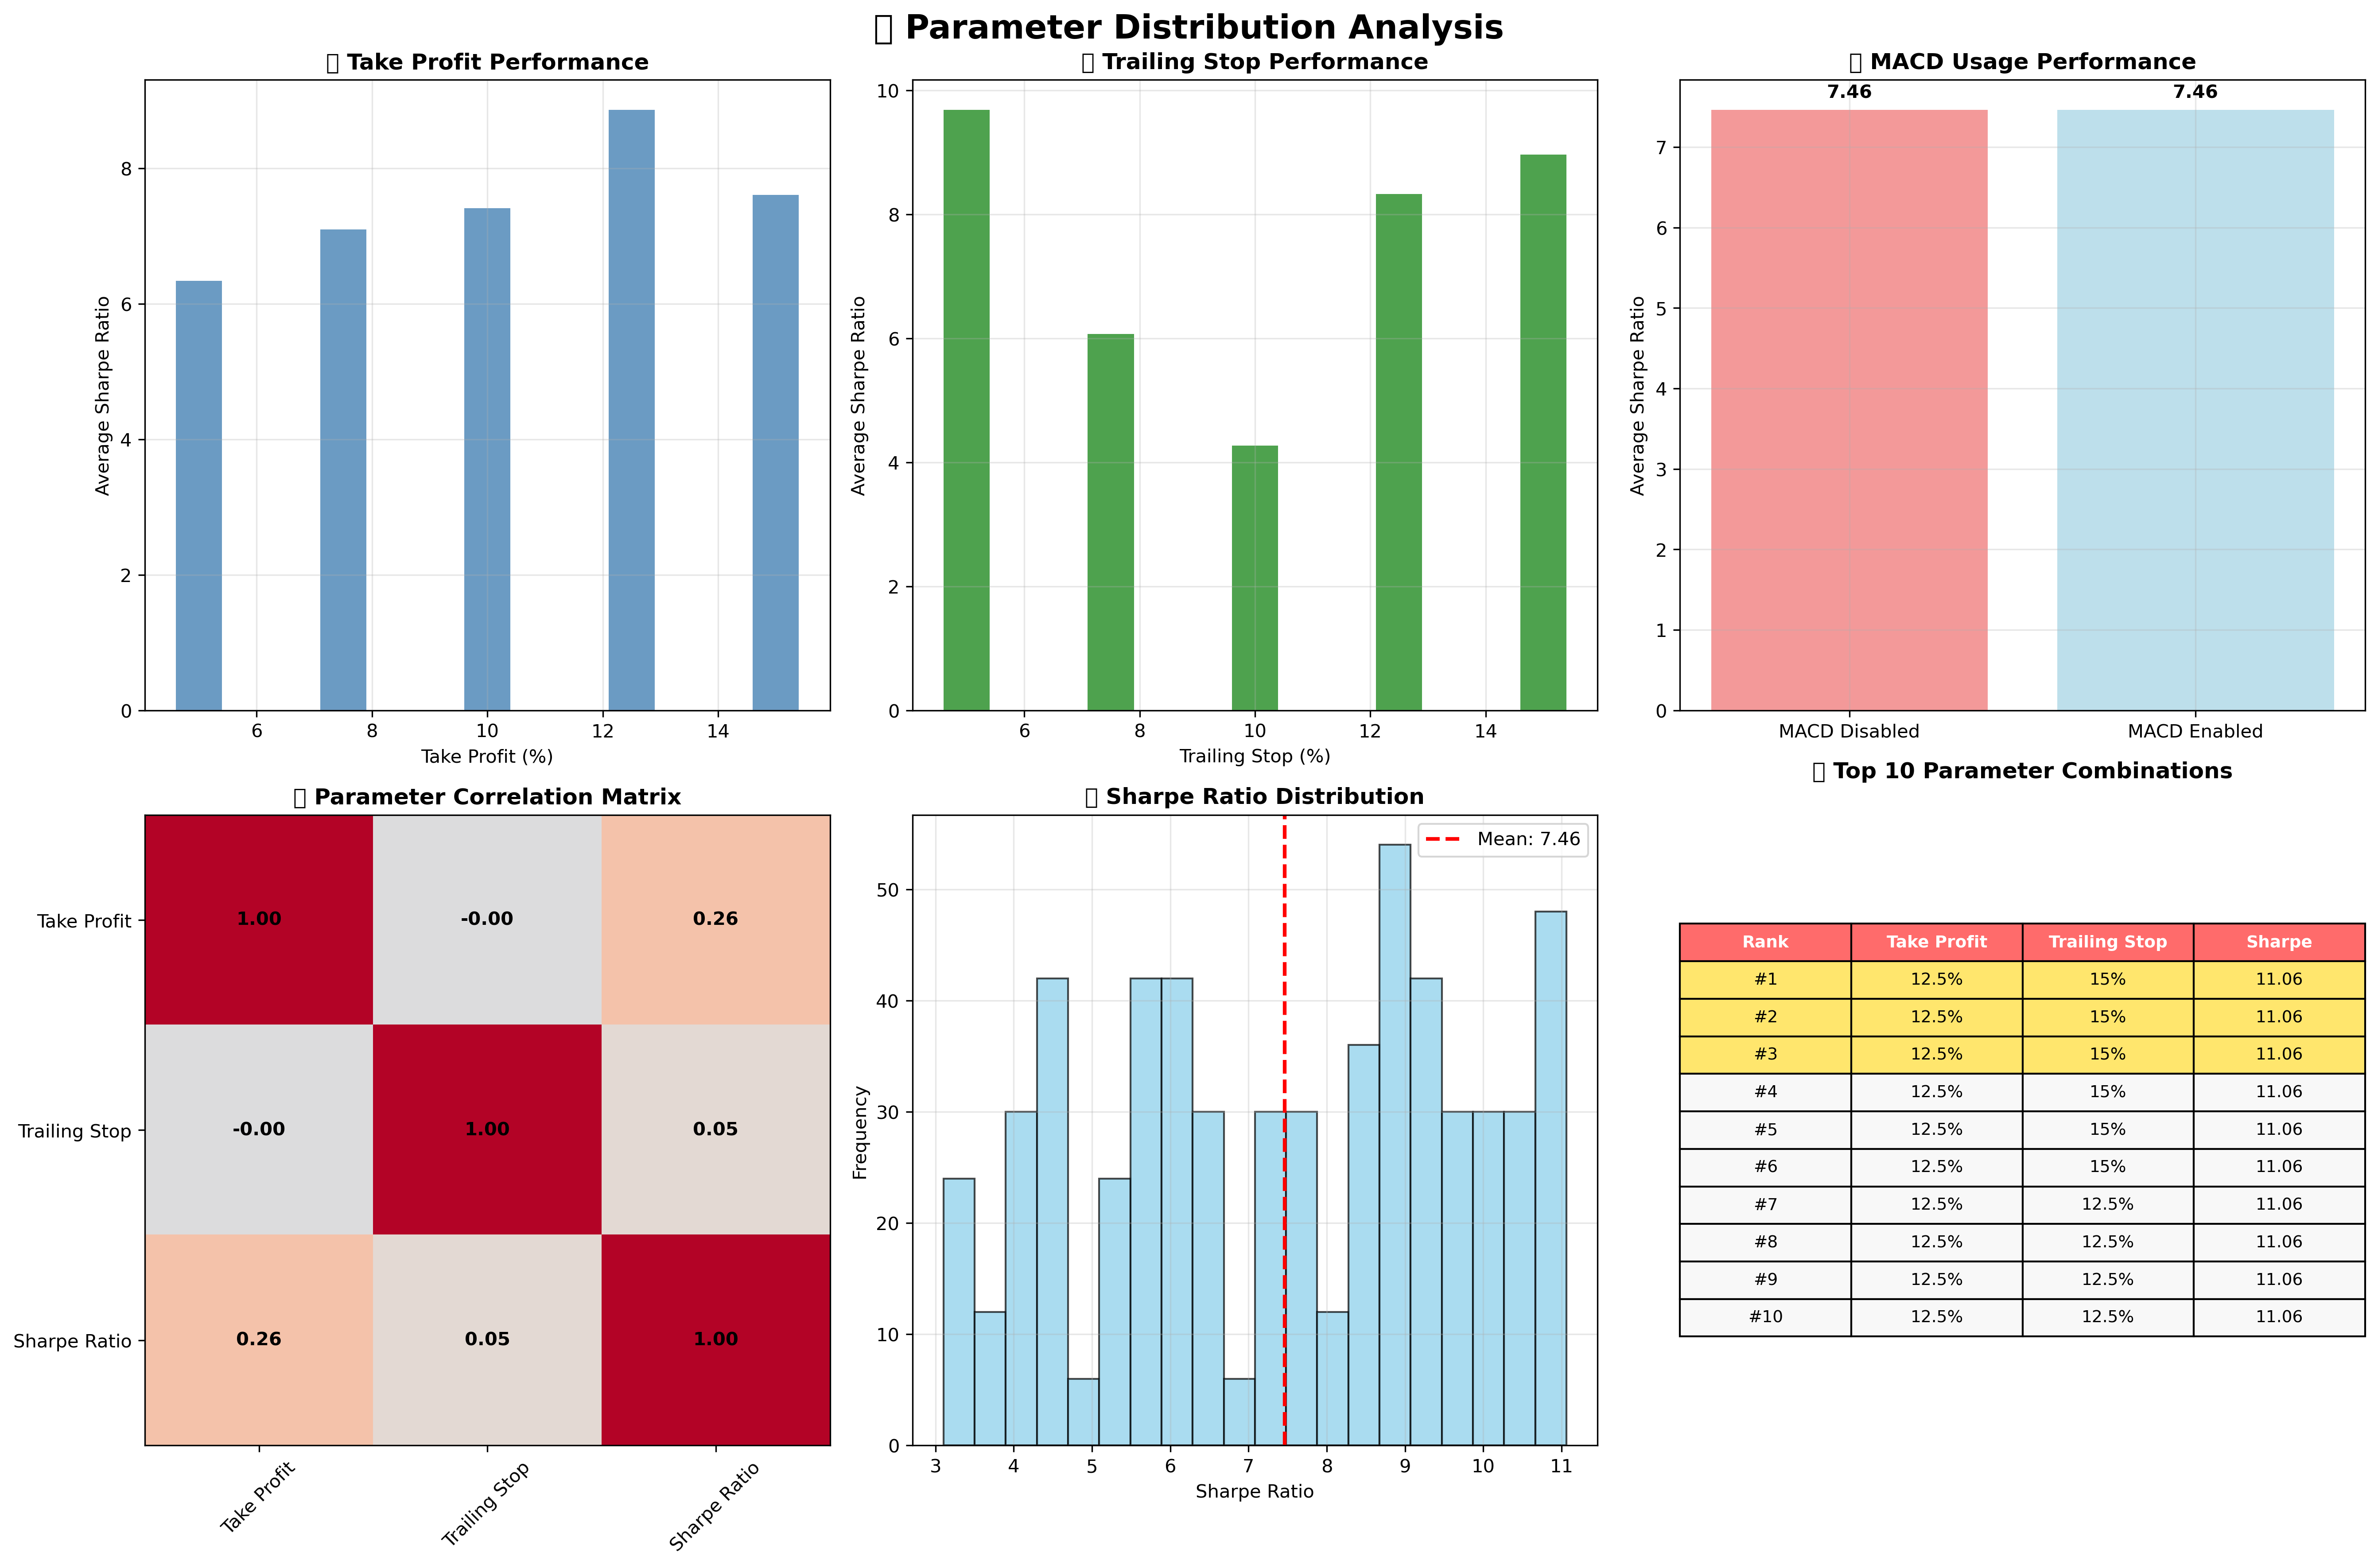 Parameter Distribution Analysis
Take Profit Performance
Average Sharpe Ratio
8
6
4
2
0
6 8 10 12 14
Take Profit (%)
Trailing Stop Performance
Average Sharpe Ratio
10
8
6
4
2
0
6 8 10 12 14
Trailing Stop (%)
MACD Usage Performance
7.46 7.46
Average Sharpe Ratio
7
6
5
4
3
2
1
0
MACD Disabled MACD Enabled
Parameter Correlation Matrix
Take Profit 1.00 -0.00 0.26
Trailing Stop -0.00 1.00 0.05
Sharpe Ratio 0.26 0.05 1.00
Take Profit Trailing Stop Sharpe Ratio
Sharpe Ratio Distribution
Mean: 7.46
Frequency
50
40
30
20
10
0
3 4 5 6 7 8 9 10 11
Sharpe Ratio
Top 10 Parameter Combinations
Rank Take Profit Trailing Stop Sharpe
#1 12.5% 15% 11.06
#2 12.5% 15% 11.06
#3 12.5% 15% 11.06
#4 12.5% 15% 11.06
#5 12.5% 15% 11.06
#6 12.5% 15% 11.06
#7 12.5% 12.5% 11.06
#8 12.5% 12.5% 11.06
#9 12.5% 12.5% 11.06
#10 12.5% 12.5% 11.06